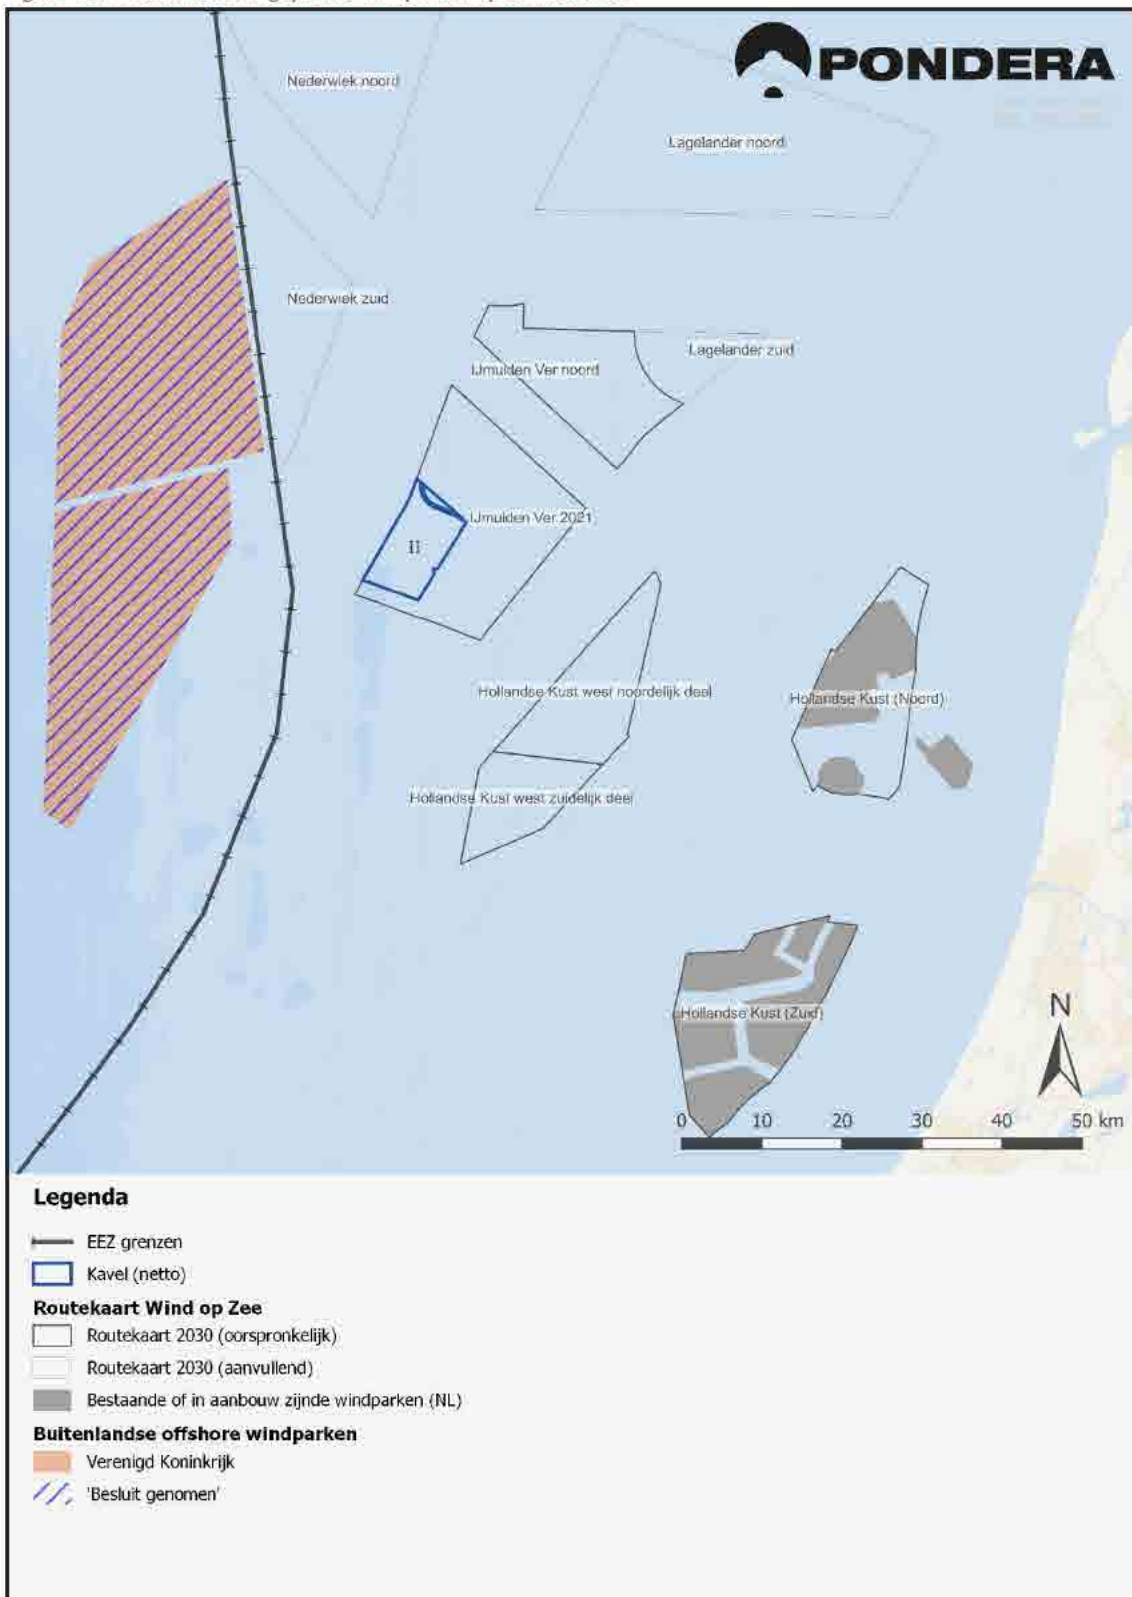 PONDERA
Nederwiek noord
Lagelander noord
Nederwiek zuid
Lagelander zuid
IJmuiden Ver noord
IJmuiden Ver 2021
II
Hollandse Kust west noordelijk deel
Hollandse Kust (Noord)
Hollandse Kust west zuidelijk deel
Hollandse Kust (Zuid)
N
0 10 20 30 40 50 km
Legenda
EEZ grenzen
Kavel (netto)
Routekaart Wind op Zee
Routekaart 2030 (oorspronkelijk)
Routekaart 2030 (aanvullend)
Bestaande of in aanbouw zijnde windparken (NL)
Buitenlandse offshore windparken
Verenigd Koninkrijk
'Besluit genomen'